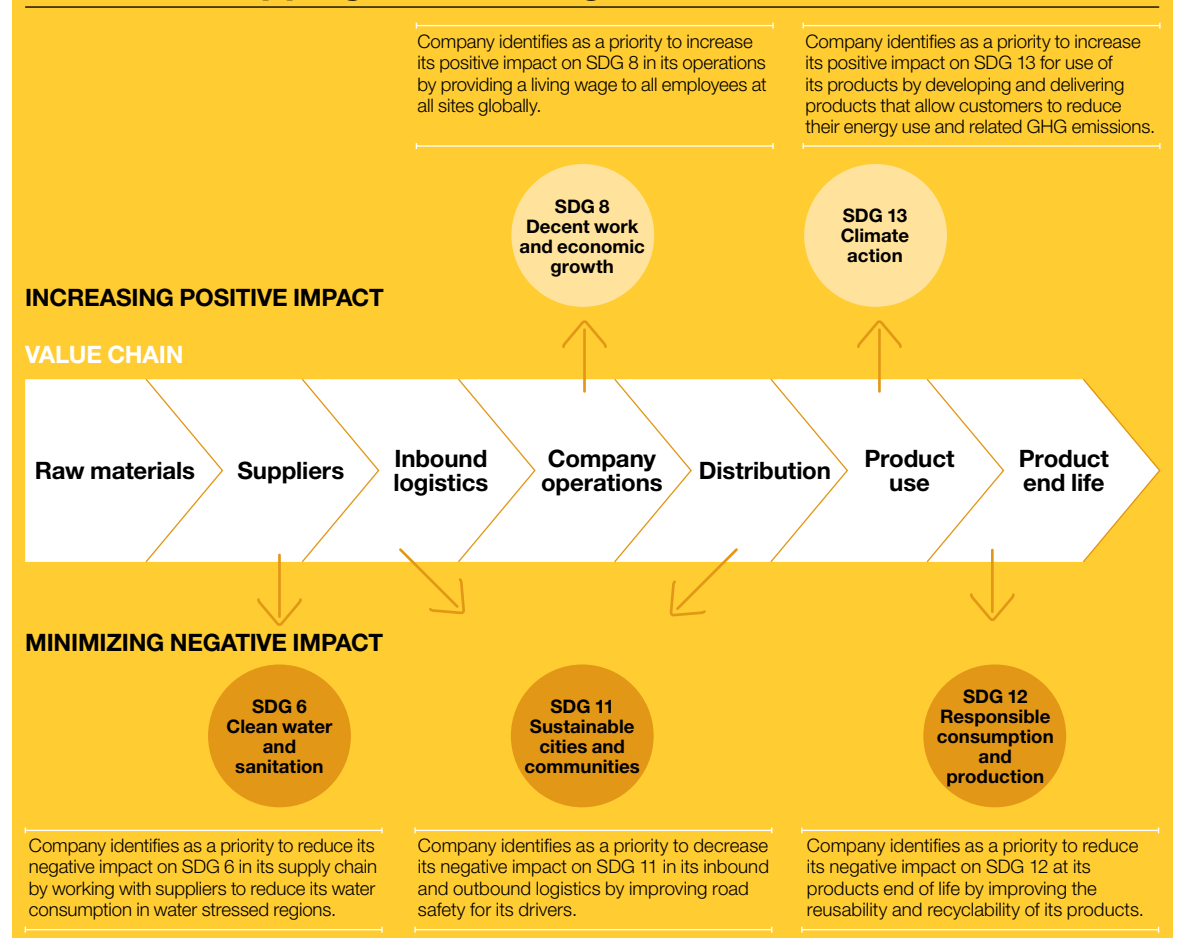 Company identifies as a priority to increase
its positive impact on SDG 8 in its operations
by providing a living wage to all employees at
all sites globally.
Company identifies as a priority to increase
its positive impact on SDG 13 for use of
its products by developing and delivering
products that allow customers to reduce
their energy use and related GHG emissions.
SDG 8
Decent work
and economic
growth
SDG 13
Climate
action
INCREASING POSITIVE IMPACT
VALUE CHAIN
Raw materials
Suppliers
Inbound
logistics
Company
operations
Distribution
Product
use
Product
end life
MINIMIZING NEGATIVE IMPACT
SDG 6
Clean water
and
sanitation
SDG 11
Sustainable
cities and
communities
SDG 12
Responsible
consumption
and
production
Company identifies as a priority to reduce its
negative impact on SDG 6 in its supply chain
by working with suppliers to reduce its water
consumption in water stressed regions.
Company identifies as a priority to decrease
its negative impact on SDG 11 in its inbound
and outbound logistics by improving road
safety for its drivers.
Company identifies as a priority to reduce
its negative impact on SDG 12 at its
products end of life by improving the
reusability and recyclability of its products.